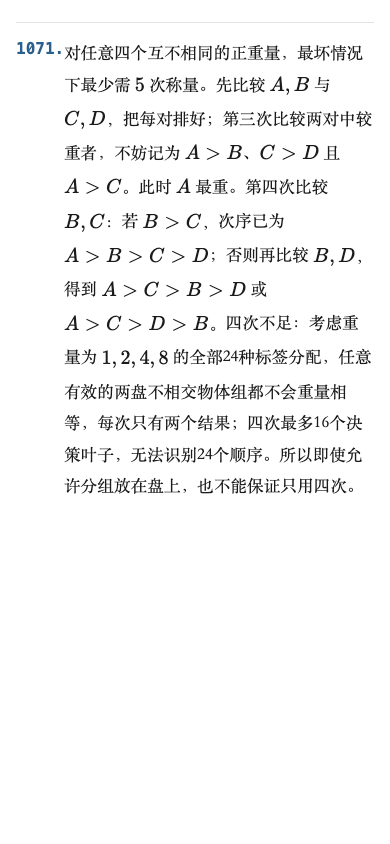 1071. 对任意四个互不相同的正重量，最坏情况
下最少需 5 次称量。先比较 A, B 与
C, D，把每对排好；第三次比较两对中较
重者，不妨记为 A > B、C > D 且
A > C。此时 A 最重。第四次比较
B, C：若 B > C，次序已为
A > B > C > D；否则再比较 B, D，
得到 A > C > B > D 或
A > C > D > B。四次不足：考虑重
量为 1, 2, 4, 8 的全部24种标签分配，任意
有效的两盘不相交物体组都不会重量相
等，每次只有两个结果；四次最多16个决
策叶子，无法识别24个顺序。所以即使允
许分组放在盘上，也不能保证只用四次。